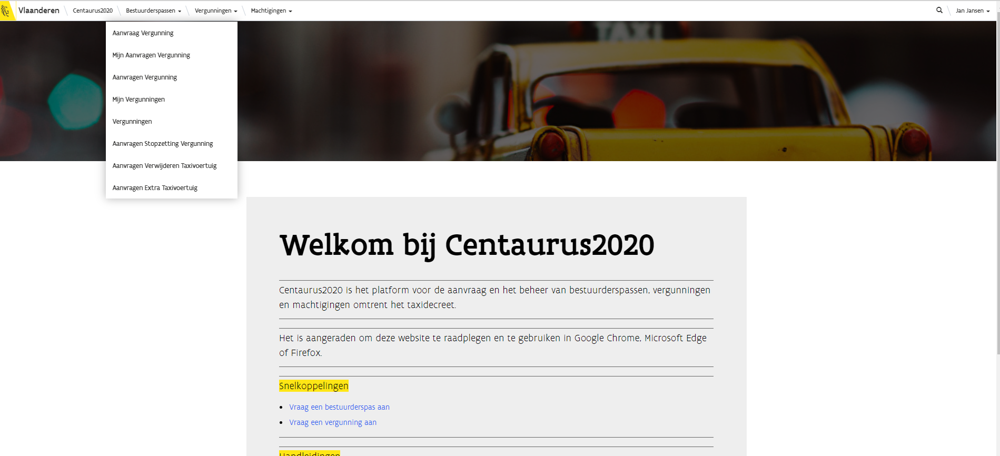 Vlaanderen Centaurus2020 Bestuurderspassen Vergunningen Machtigingen Jan Jansen
Aanvraag Vergunning
Mijn Aanvragen Vergunning
Aanvragen Vergunning
Mijn Vergunningen
Vergunningen
Aanvragen Stopzetting Vergunning
Aanvragen Verwijderen Taxivoertuig
Aanvragen Extra Taxivoertuig
TAXI
Welkom bij Centaurus2020
Centaurus2020 is het platform voor de aanvraag en het beheer van bestuurderspassen, vergunningen
en machtigingen omtrent het taxidecreet.
Het is aangeraden om deze website te raadplegen en te gebruiken in Google Chrome, Microsoft Edge
of Firefox.
Snelkoppelingen
Vraag een bestuurderspas aan
Vraag een vergunning aan
Handleidingen